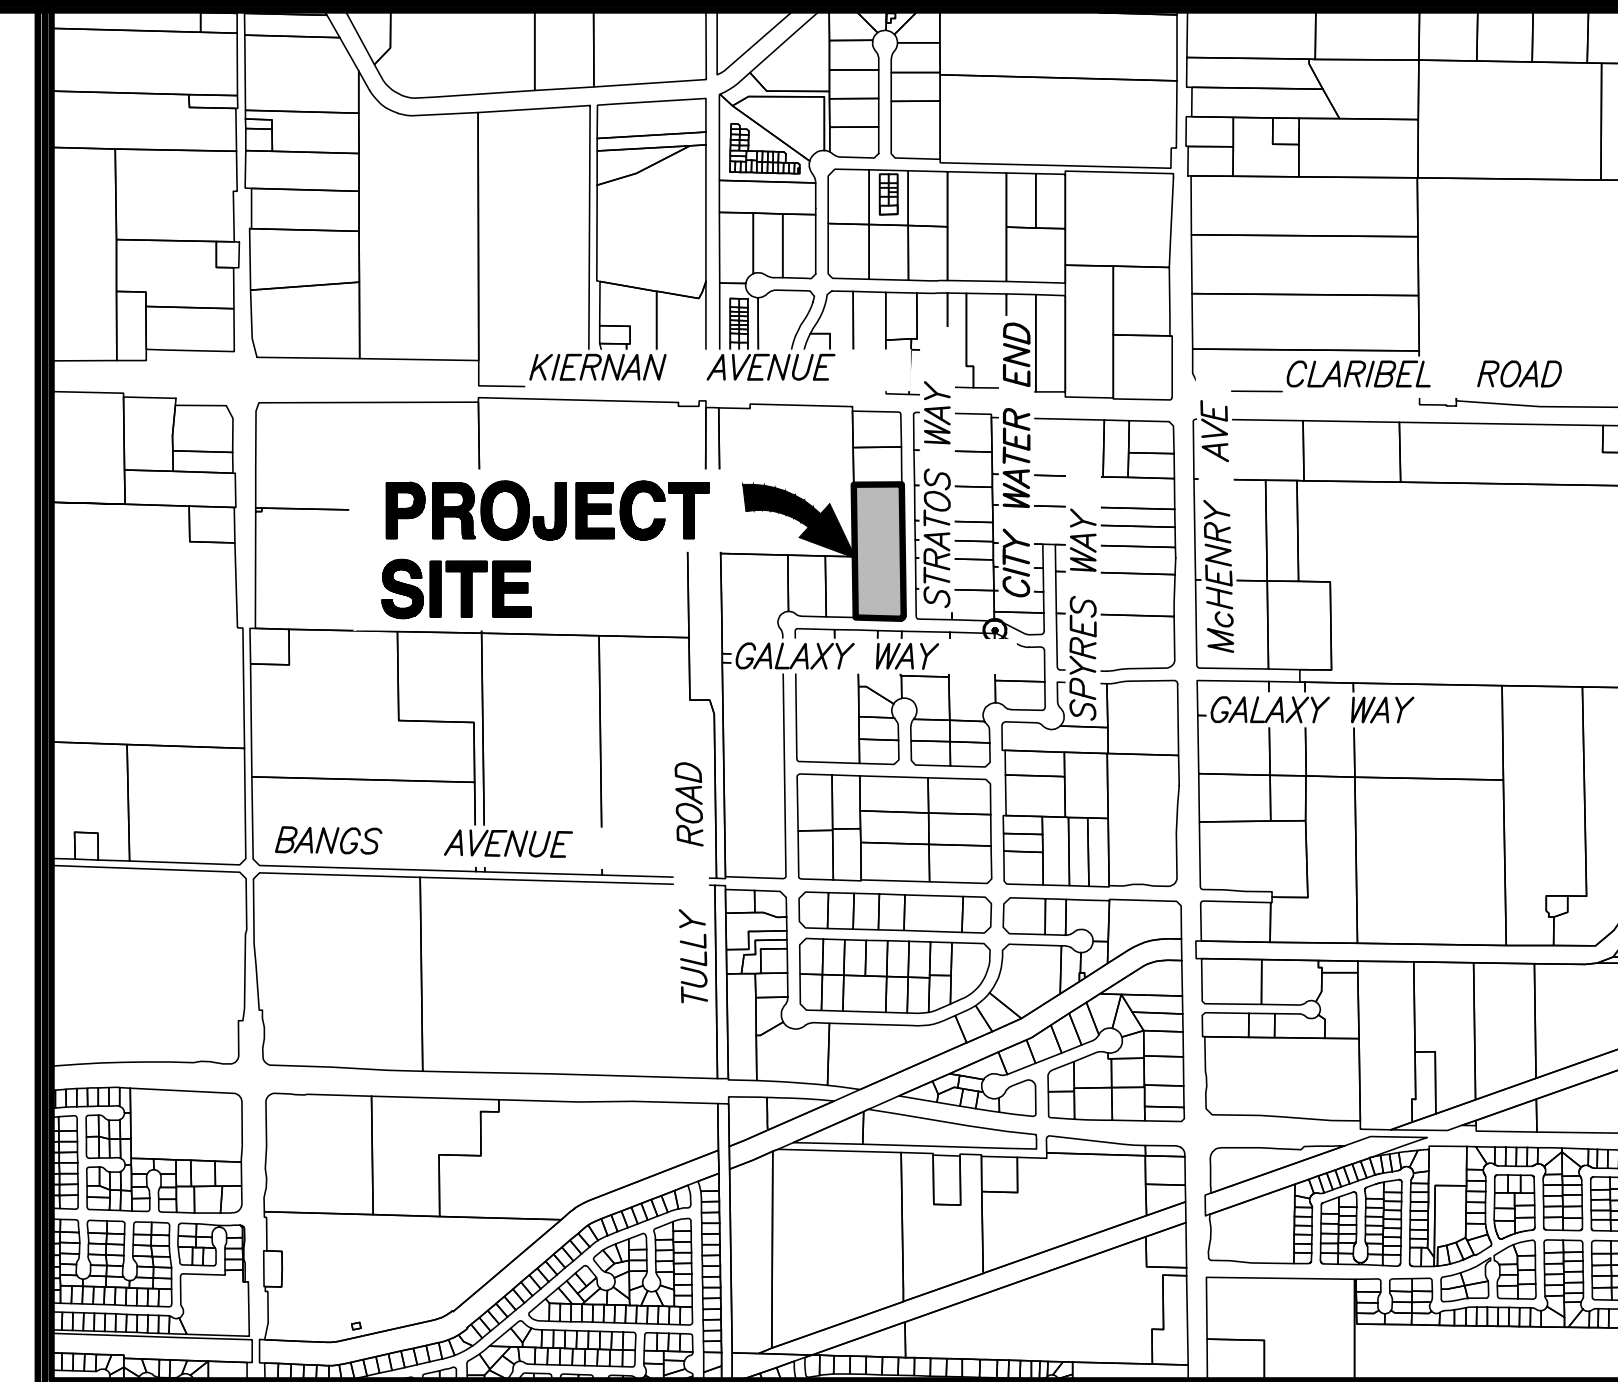 KIERNAN AVENUE
CLARIBEL ROAD
STRATOS WAY
CITY WATER END
McHENRY AVE
PROJECT
SITE
SPYRES WAY
GALAXY WAY
GALAXY WAY
BANGS AVENUE
TULLY ROAD